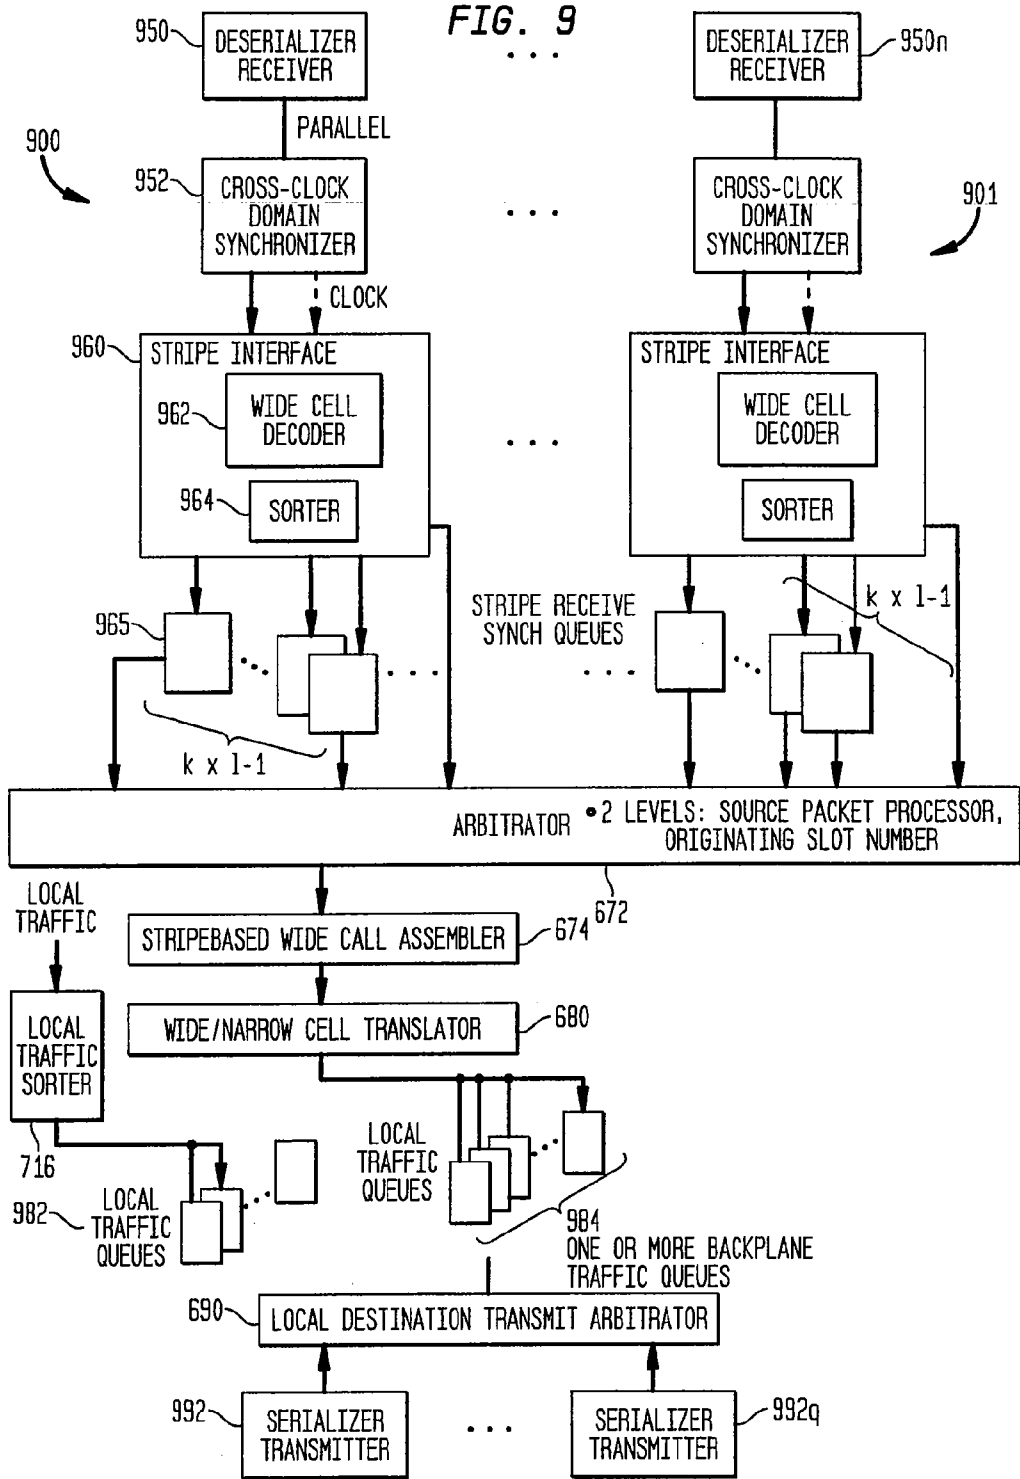 FIG. 9
950
DESERIALIZER
RECEIVER
. . .
DESERIALIZER
RECEIVER
950n
PARALLEL
900
952
CROSS-CLOCK
DOMAIN
SYNCHRONIZER
. . .
CROSS-CLOCK
DOMAIN
SYNCHRONIZER
901
CLOCK
960
STRIPE INTERFACE
STRIPE INTERFACE
962
WIDE CELL
DECODER
. . .
WIDE CELL
DECODER
964
SORTER
SORTER
965
STRIPE RECEIVE
SYNCH QUEUES
k x l-1
k x l-1
ARBITRATOR
•2 LEVELS: SOURCE PACKET PROCESSOR,
ORIGINATING SLOT NUMBER
672
LOCAL
TRAFFIC
STRIPEBASED WIDE CALL ASSEMBLER
674
LOCAL
TRAFFIC
SORTER
716
WIDE/NARROW CELL TRANSLATOR
680
LOCAL
TRAFFIC
QUEUES
982
LOCAL
TRAFFIC
QUEUES
984
ONE OR MORE BACKPLANE
TRAFFIC QUEUES
690
LOCAL DESTINATION TRANSMIT ARBITRATOR
992
SERIALIZER
TRANSMITTER
. . .
SERIALIZER
TRANSMITTER
992q